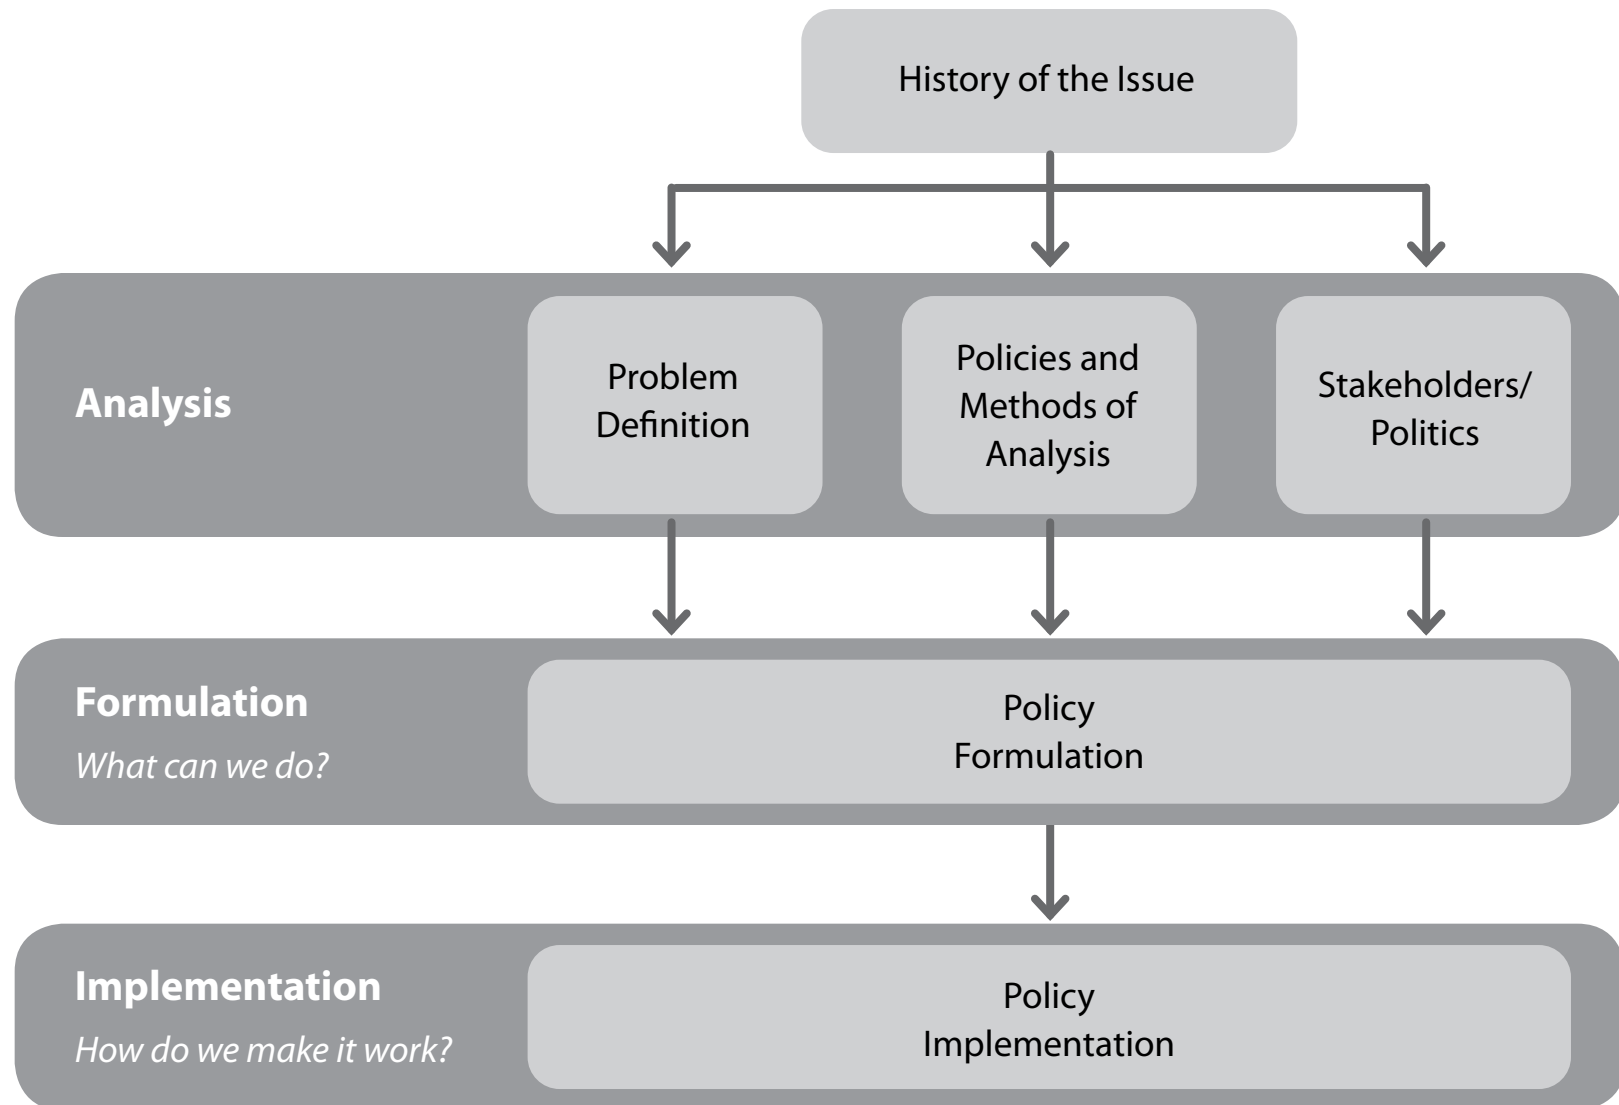 History of the Issue
Analysis
Problem
Definition
Policies and
Methods of
Analysis
Stakeholders/
Politics
Formulation
What can we do?
Policy
Formulation
Implementation
How do we make it work?
Policy
Implementation